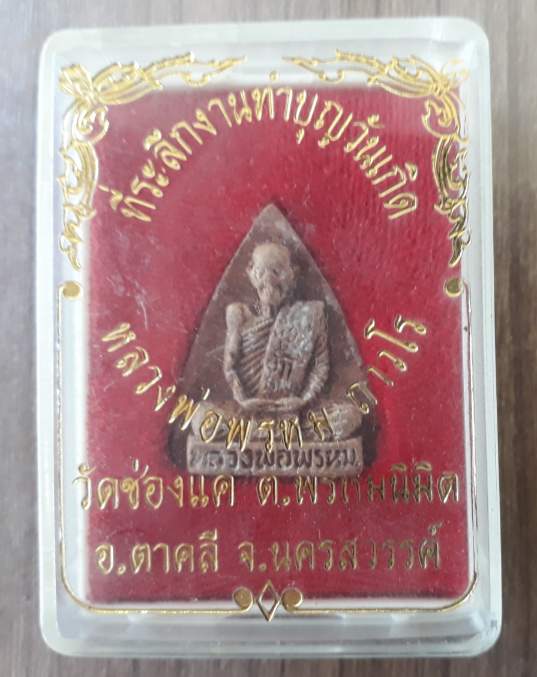 ที่ระลึกงานทำบุญวันเกิด
หลวงพ่อพรหม ถาวโร
หลวงพ่อพรหม
วัดช่องแค ต.พรหมนิมิต
อ.ตาคลี จ.นครสวรรค์